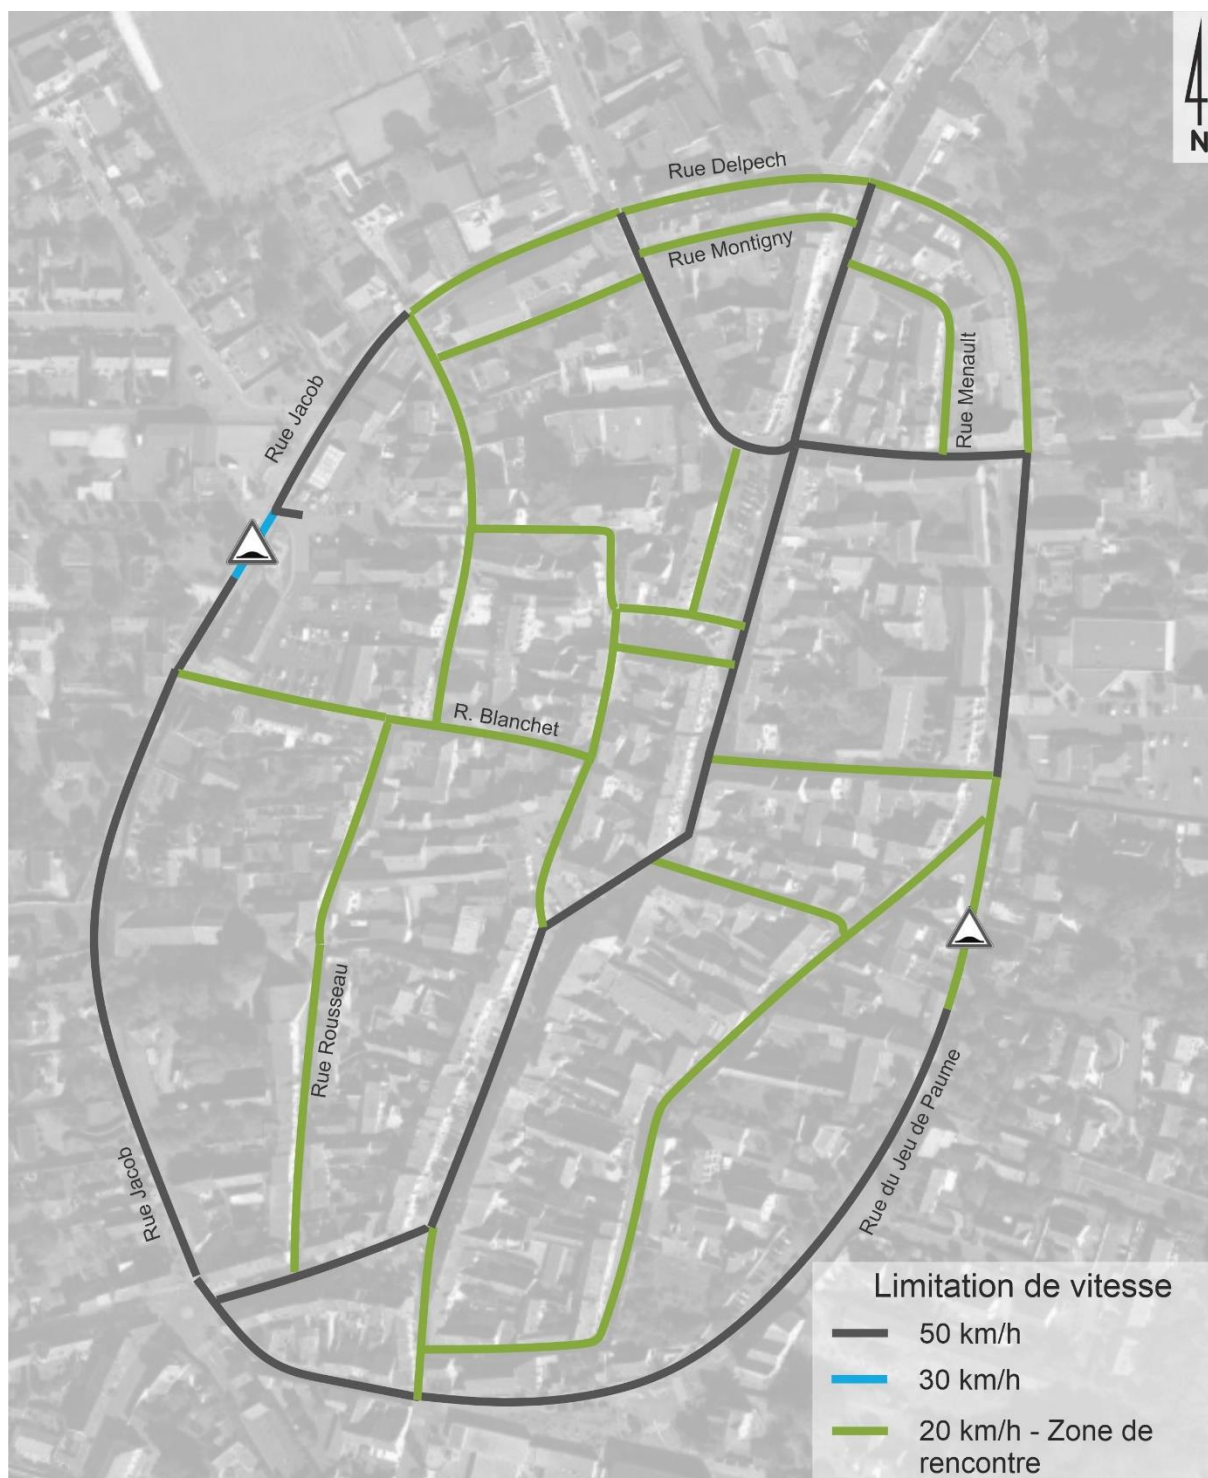 N
Rue Delpech
Rue Montigny
Rue Menault
Rue Jacob
R. Blanchet
Rue Rousseau
Rue du Jeu de Paume
Rue Jacob
Limitation de vitesse
50 km/h
30 km/h
20 km/h - Zone de
rencontre